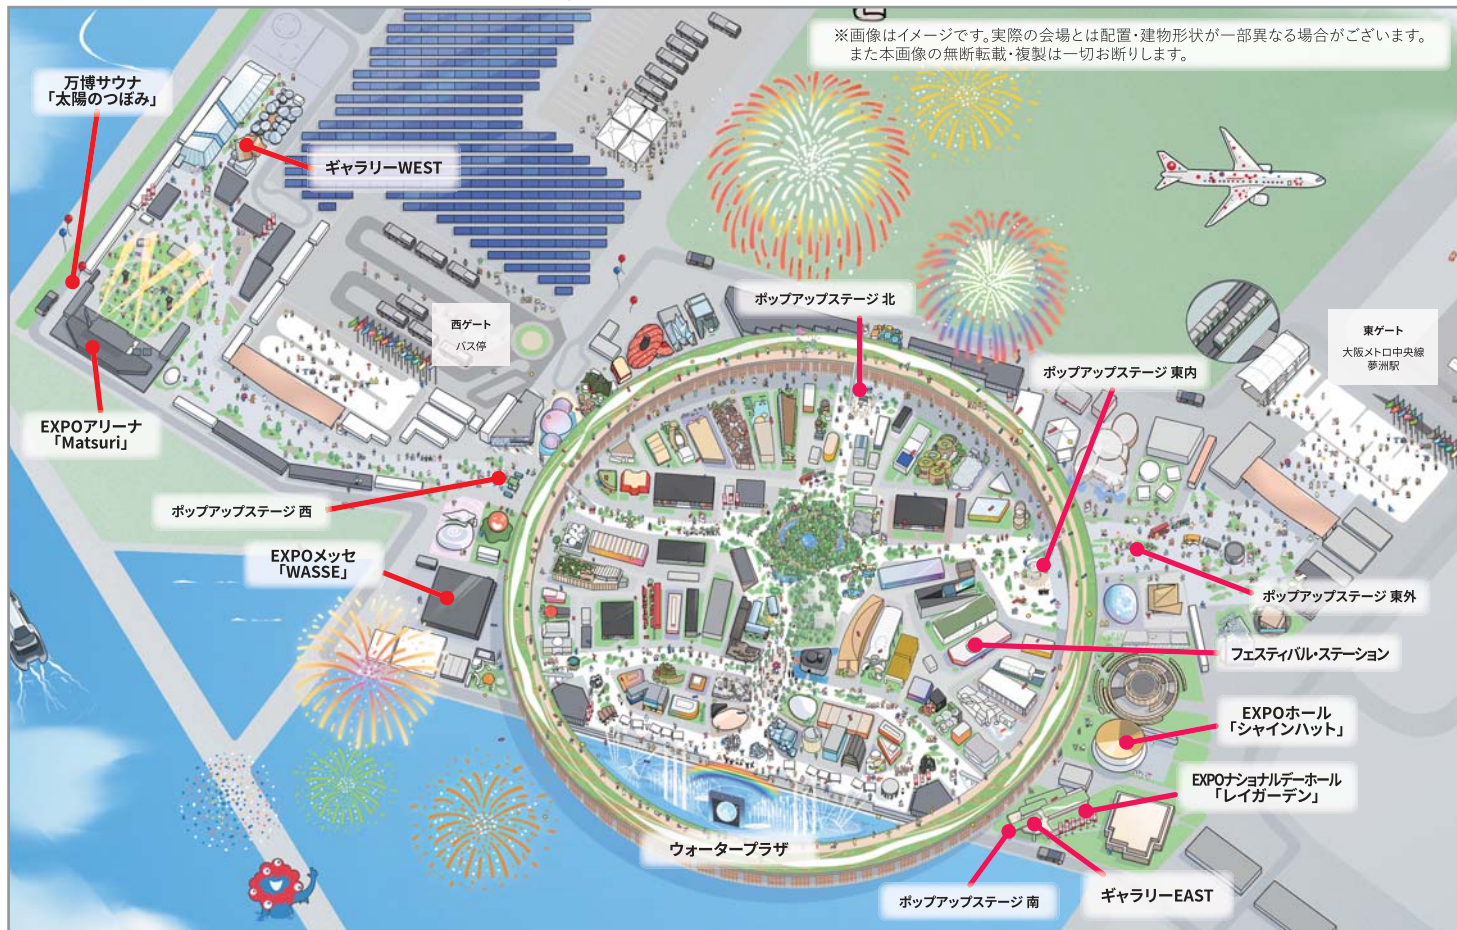 ※画像はイメージです。実際の会場とは配置・建物形状が一部異なる場合がございます。
また本画像の無断転載・複製は一切お断りします。
万博サウナ
「太陽のつぼみ」
ギャラリーWEST
ポップアップステージ 北
西ゲート
バス停
東ゲート
大阪メトロ中央線
夢洲駅
ポップアップステージ 東内
EXPOアリーナ
「Matsuri」
ポップアップステージ 西
EXPOメッセ
「WASSE」
ポップアップステージ 東外
フェスティバル・ステーション
EXPOホール
「シャインハット」
EXPOナショナルデーホール
「レイガーデン」
ウォータープラザ
ポップアップステージ 南
ギャラリーEAST